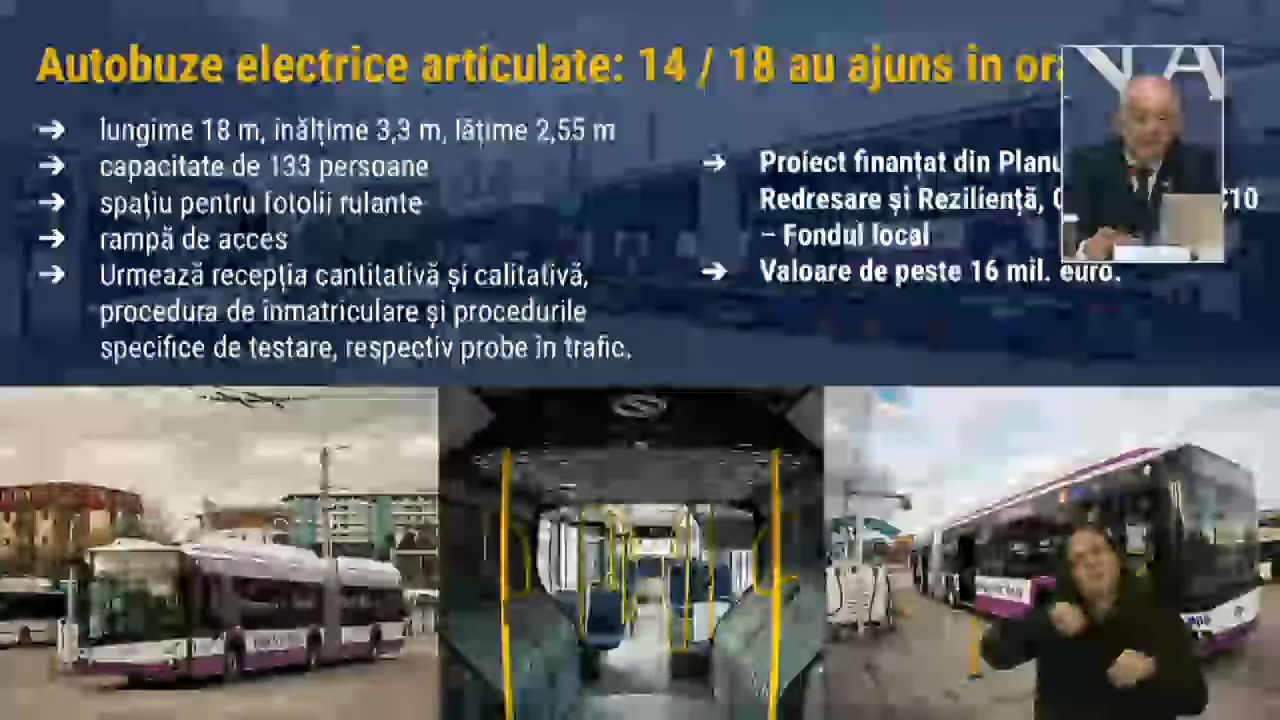 Autobuze electrice articulate: 14 / 18 au ajuns în
lungime 18 m, înălțime 3,3 m, lățime 2,55 m
capacitate de 133 persoane
spațiu pentru fotolii rulante
rampă de acces
Urmează recepția cantitativă și calitativă,
procedura de înmatriculare și procedurile
specifice de testare, respectiv probe în trafic.
Proiect finanțat din
Redresare și Reziliență,
– Fondul local
Valoare de peste 16 mil. euro.